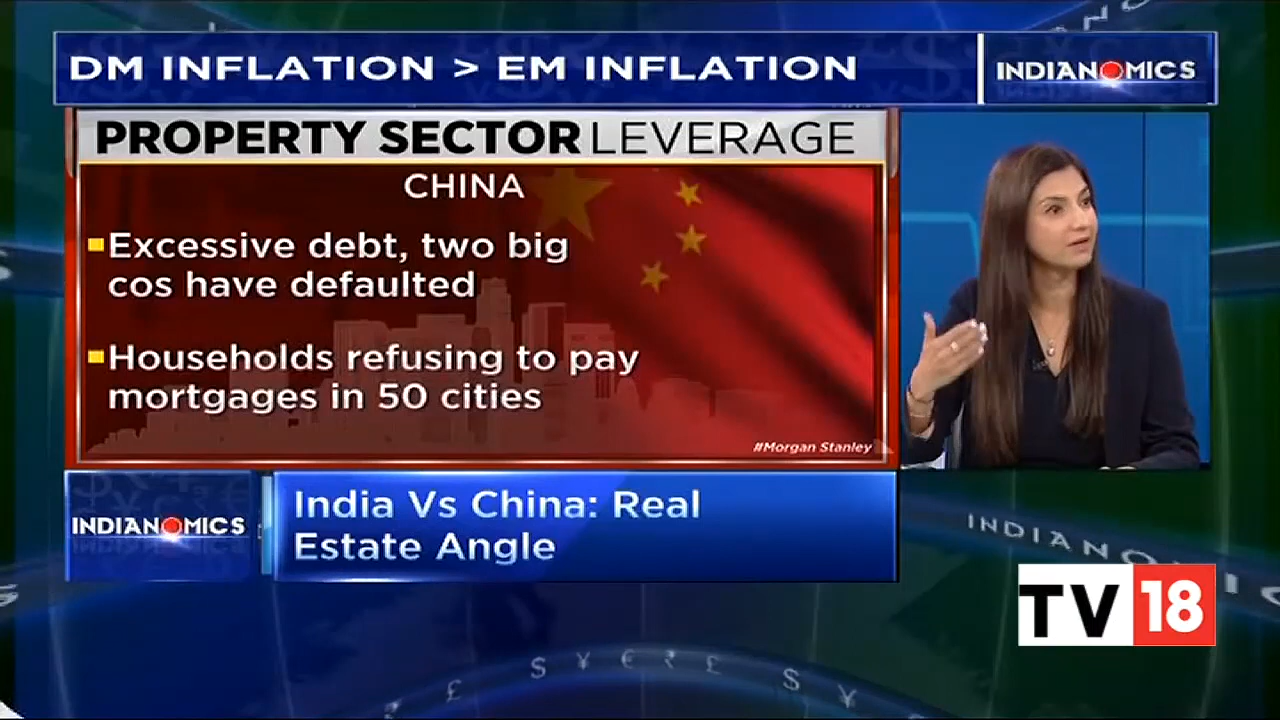 DM INFLATION > EM INFLATION
INDIANOMICS
PROPERTY SECTOR LEVERAGE
CHINA
Excessive debt, two big
cos have defaulted
Households refusing to pay
mortgages in 50 cities
#Morgan Stanley
INDIANOMICS
India Vs China: Real
Estate Angle
INDIANOMIC
TV18